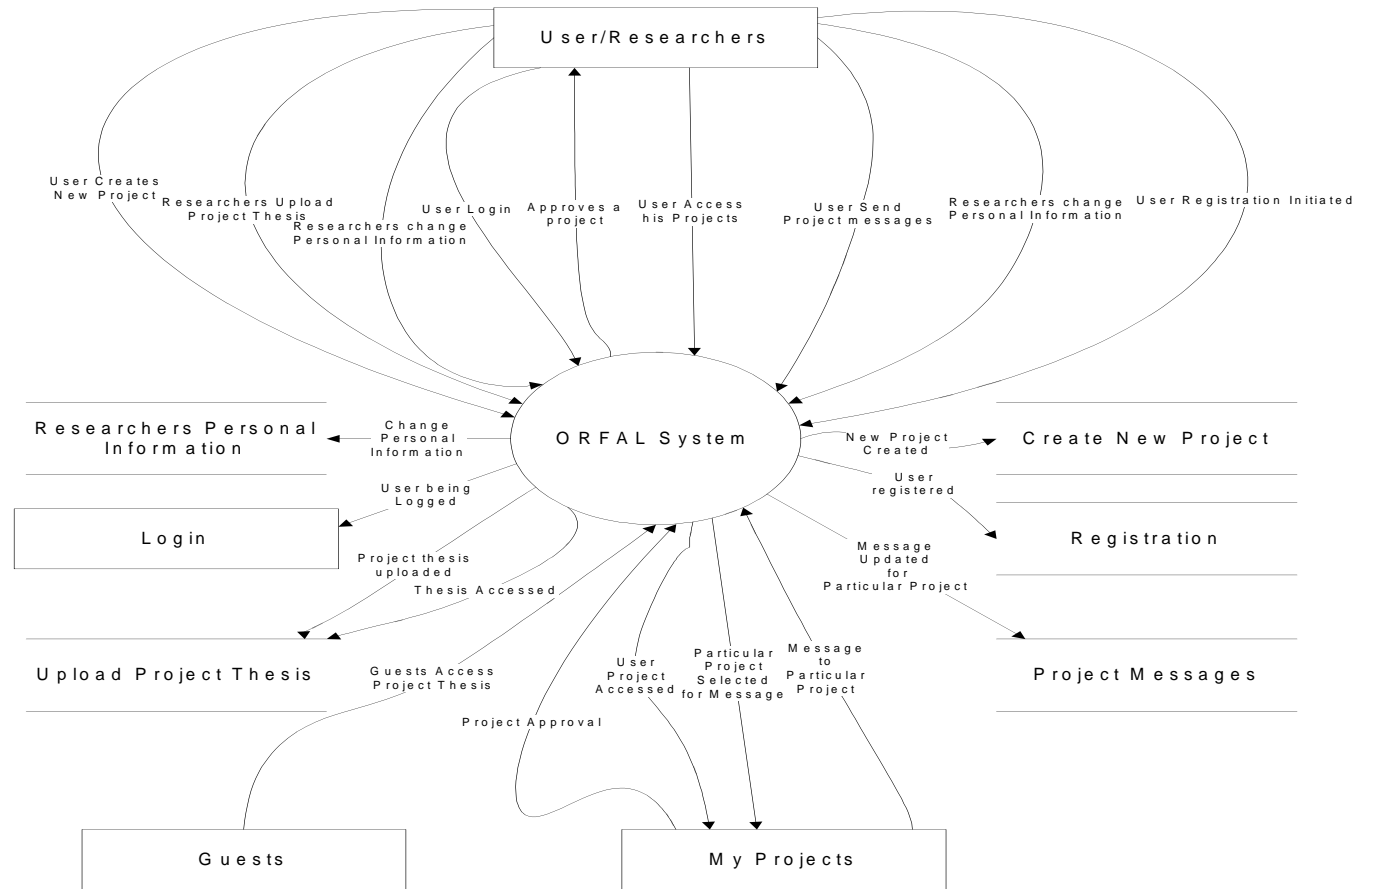 User/Researchers
User Creates
New Project
Researchers Upload
Project Thesis
Researchers change
Personal Information
User Login
Approves a
project
User Access
his Projects
User Send
Project messages
Researchers change
Personal Information
User Registration Initiated
Researchers Personal
Information
Change
Personal
Information
ORFAL System
New Project
Created
Create New Project
User being
Logged
User
registered
Login
Registration
Project thesis
uploaded
Thesis Accessed
Message
Updated
for
Particular Project
Upload Project Thesis
Guests Access
Project Thesis
User
Project
Accessed
Particular
Project
Selected
for Message
Message
to
Particular
Project
Project Messages
Project Approval
Guests
My Projects